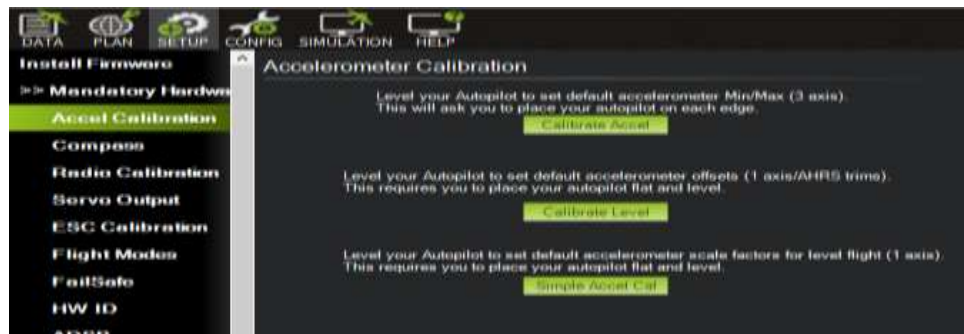 DATA PLAN SETUP CONFIG SIMULATION HELP
Install Firmware
>> Mandatory Hardwa
Accel Calibration
Compass
Radio Calibration
Servo Output
ESC Calibration
Flight Modes
FailSafe
HW ID
ADSB
Accelerometer Calibration
Level your Autopilot to set default accelerometer Min/Max (3 axis).
This will ask you to place your autopilot on each edge.
Calibrate Accel
Level your Autopilot to set default accelerometer offsets (1 axis/AHRS trims).
This requires you to place your autopilot flat and level.
Calibrate Level
Level your Autopilot to set default accelerometer scale factors for level flight (1 axis).
This requires you to place your autopilot flat and level.
Simple Accel Cal